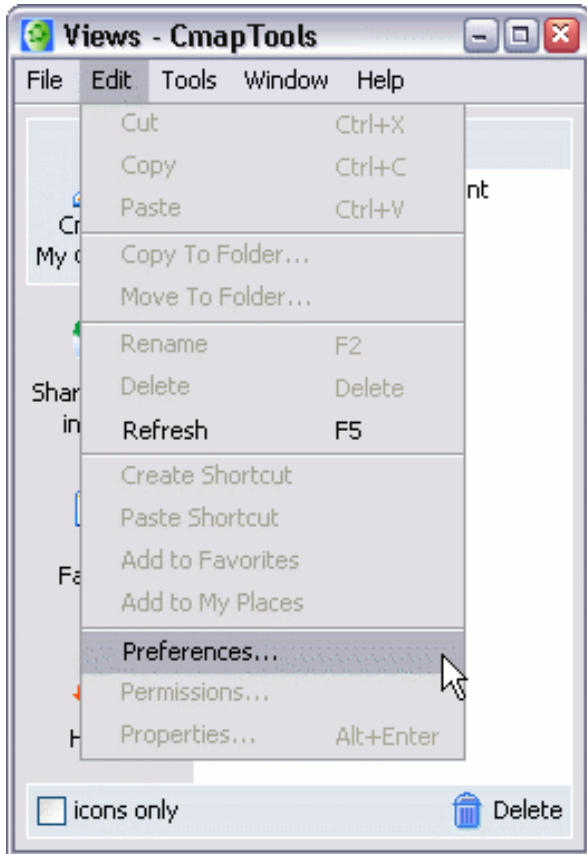 Views - CmapTools
File Edit Tools Window Help
Cut Ctrl+X
Copy Ctrl+C
Paste Ctrl+V
Copy To Folder...
Move To Folder...
Rename F2
Delete Delete
Refresh F5
Create Shortcut
Paste Shortcut
Add to Favorites
Add to My Places
Preferences...
Permissions...
Properties... Alt+Enter
My
in
icons only
Delete